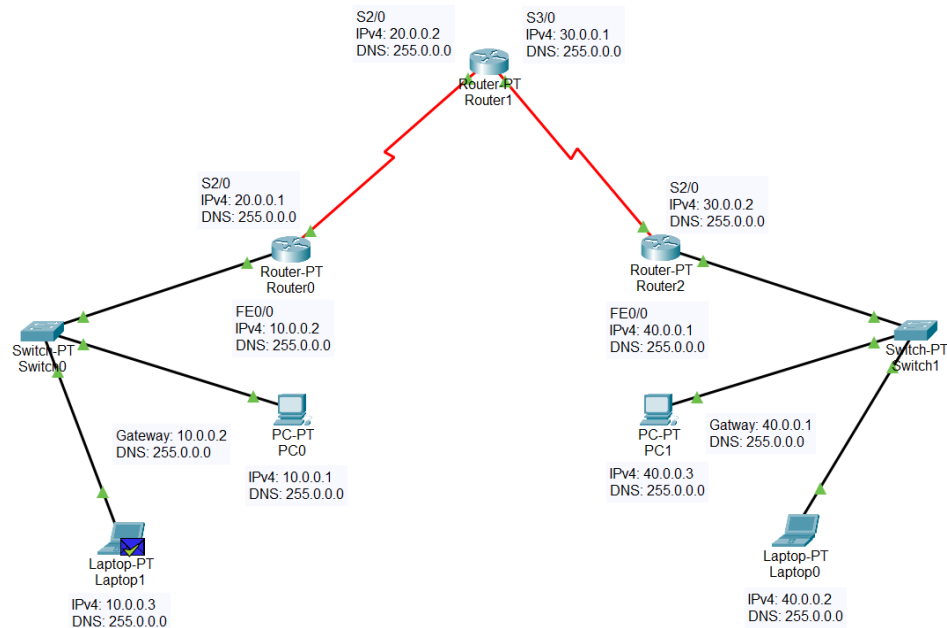 S2/0
IPv4: 20.0.0.2
DNS: 255.0.0.0
S3/0
IPv4: 30.0.0.1
DNS: 255.0.0.0
Router-PT
Router1
S2/0
IPv4: 20.0.0.1
DNS: 255.0.0.0
S2/0
IPv4: 30.0.0.2
DNS: 255.0.0.0
Router-PT
Router0
Router-PT
Router2
FE0/0
IPv4: 10.0.0.2
DNS: 255.0.0.0
FE0/0
IPv4: 40.0.0.1
DNS: 255.0.0.0
Switch-PT
Switch0
Switch-PT
Switch1
Gateway: 10.0.0.2
DNS: 255.0.0.0
PC-PT
PC0
IPv4: 10.0.0.1
DNS: 255.0.0.0
PC-PT
PC1
Gatway: 40.0.0.1
DNS: 255.0.0.0
IPv4: 40.0.0.3
DNS: 255.0.0.0
Laptop-PT
Laptop1
IPv4: 10.0.0.3
DNS: 255.0.0.0
Laptop-PT
Laptop0
IPv4: 40.0.0.2
DNS: 255.0.0.0